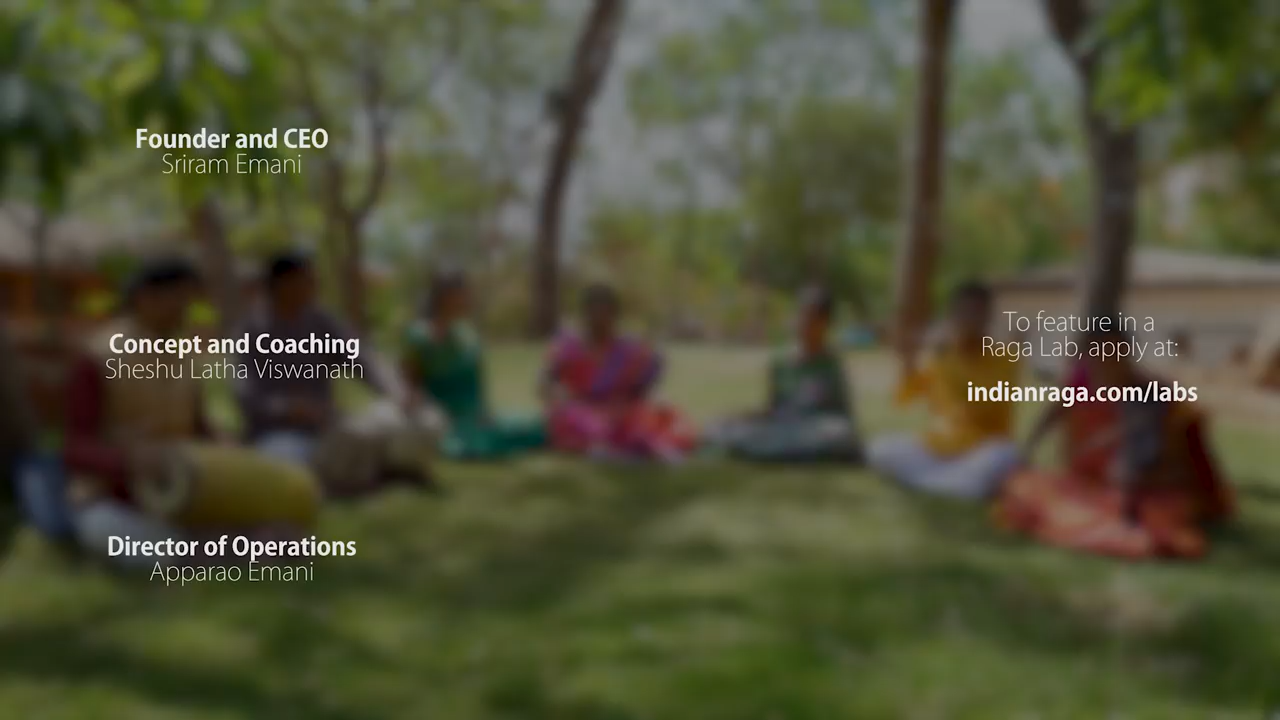 Founder and CEO
Sriram Emani
Concept and Coaching
Sheshu Latha Viswanath
Director of Operations
Apparao Emani
To feature in a
Raga Lab, apply at:
indianraga.com/labs